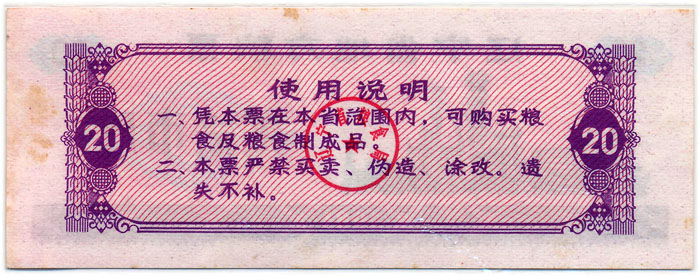 使用说明
一、凭本票在本省范围内，可购买粮
食及粮食制成品。
二、本票严禁买卖、伪造、涂改。遗
失不补。
20
20